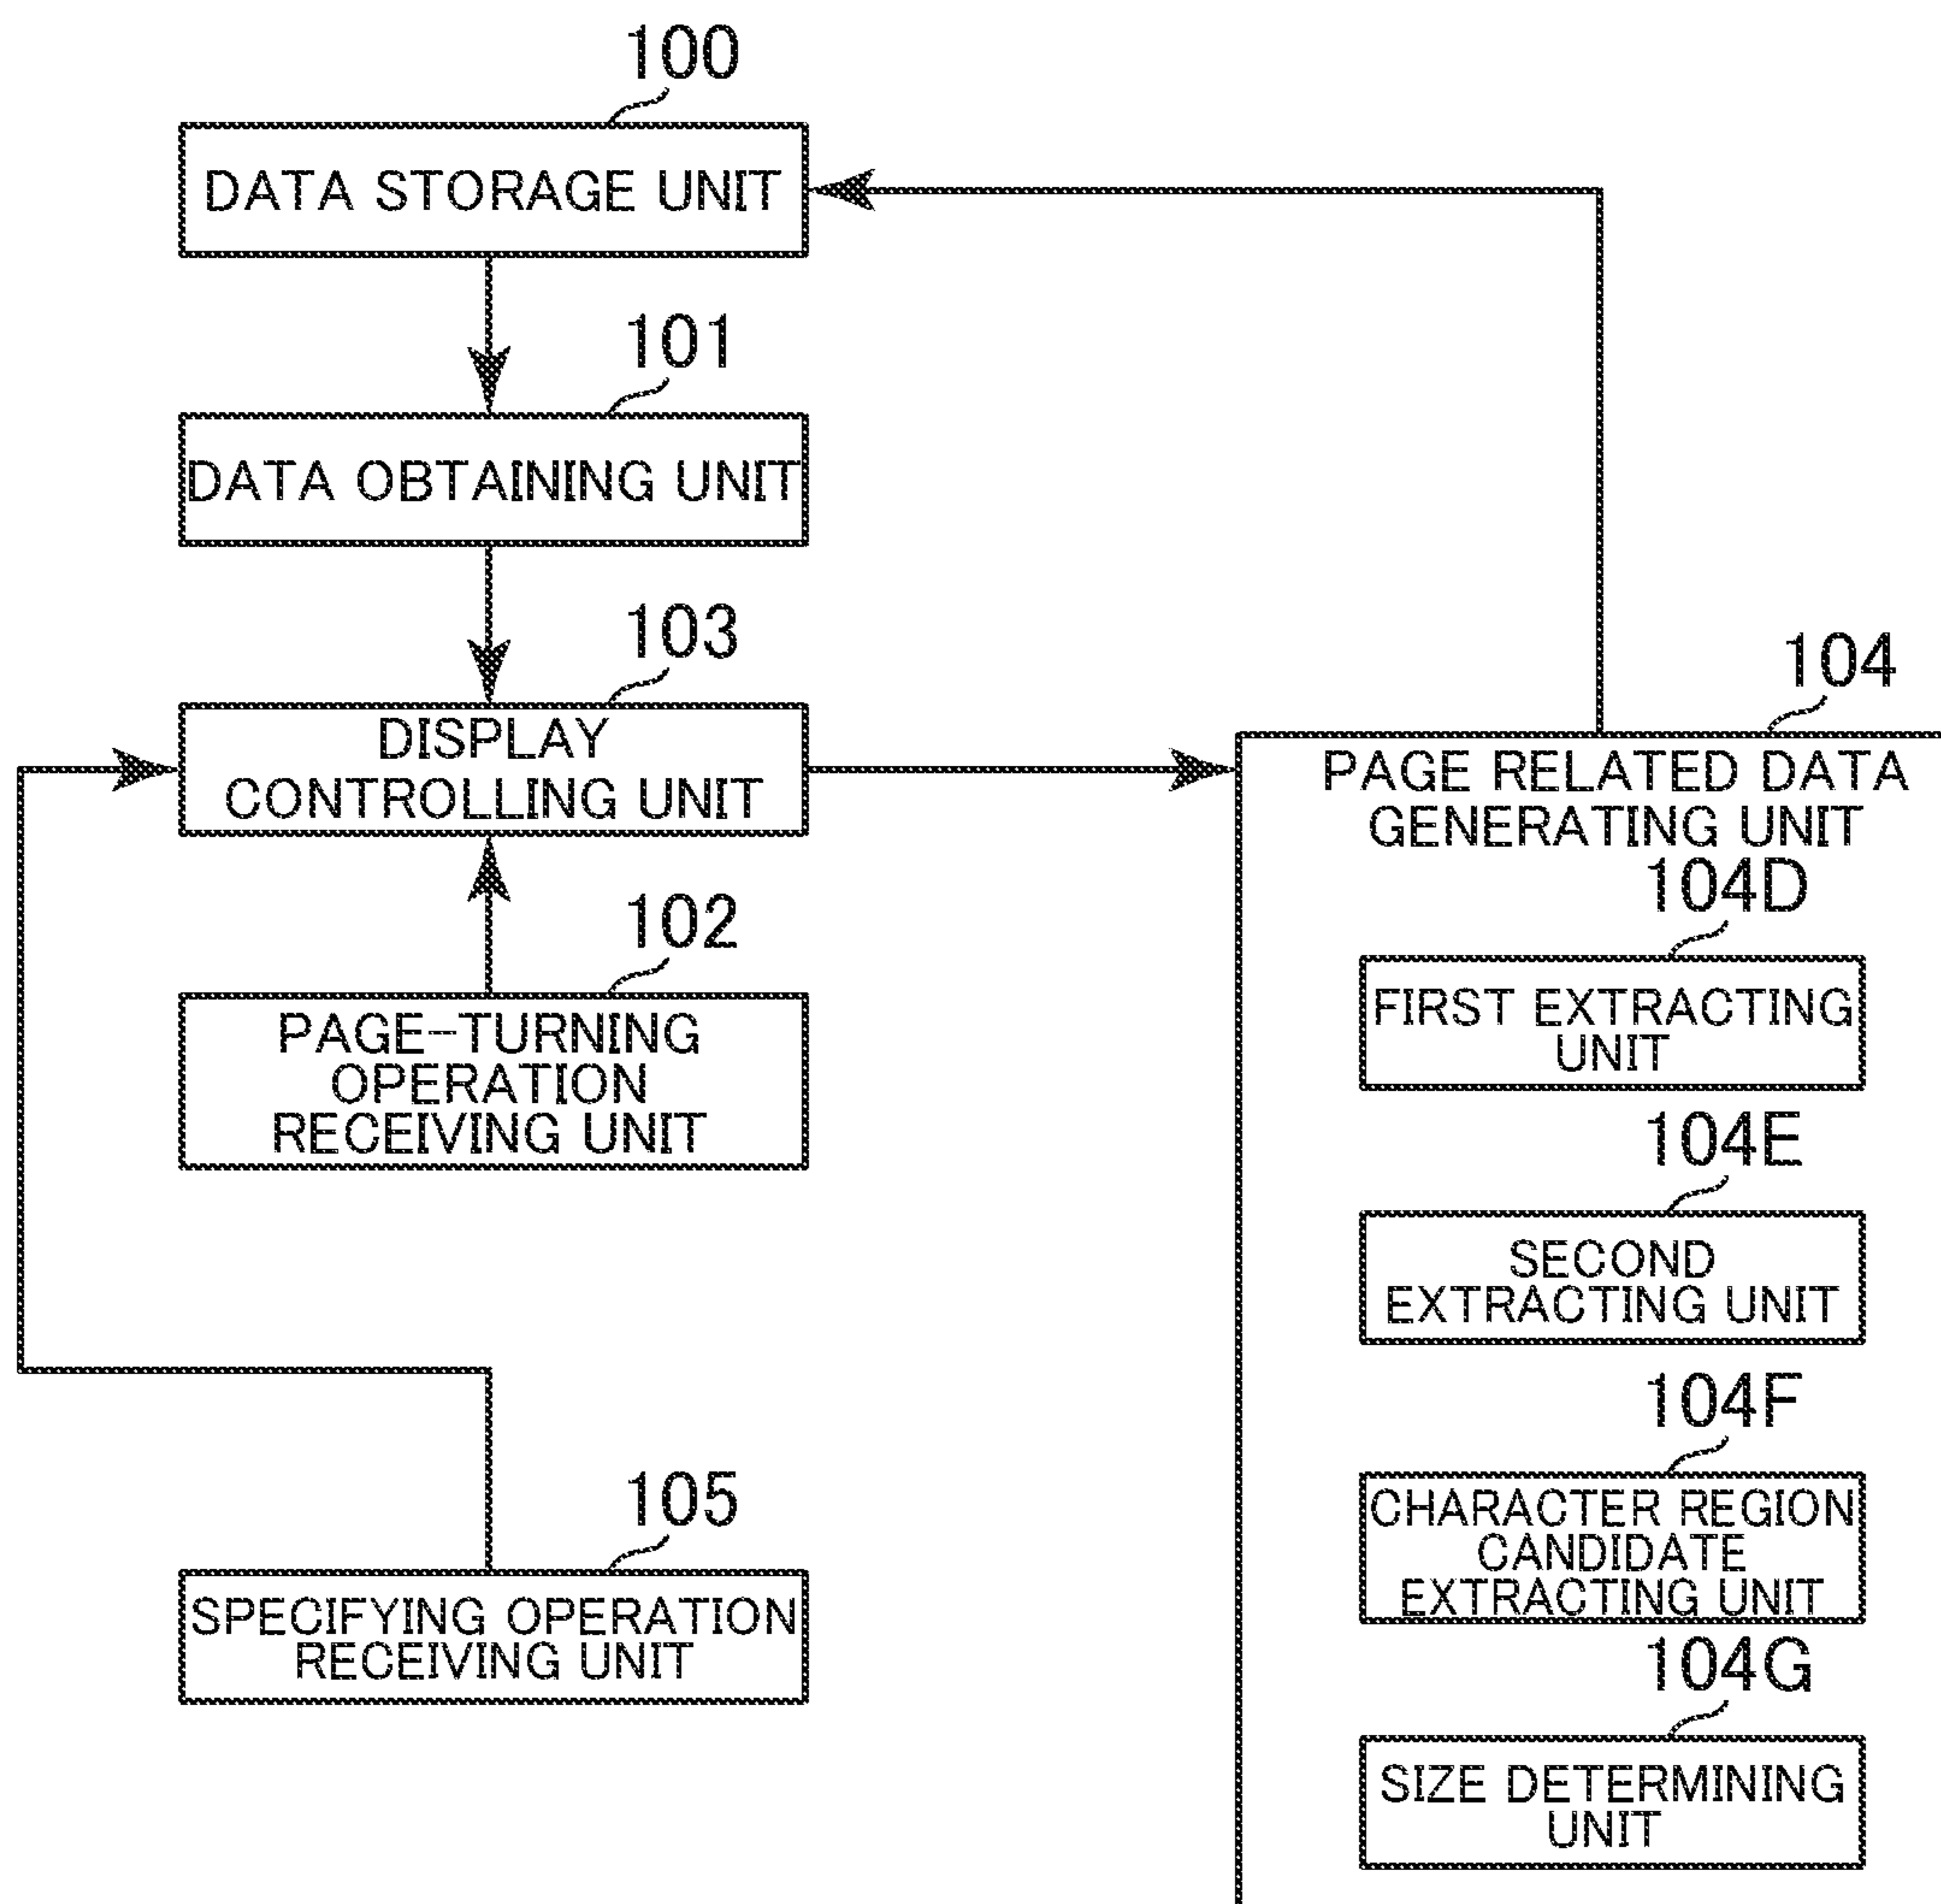 100
DATA STORAGE UNIT
101
DATA OBTAINING UNIT
103
DISPLAY
CONTROLLING UNIT
102
PAGE-TURNING
OPERATION
RECEIVING UNIT
105
SPECIFYING OPERATION
RECEIVING UNIT
104
PAGE RELATED DATA
GENERATING UNIT
104D
FIRST EXTRACTING
UNIT
104E
SECOND
EXTRACTING UNIT
104F
CHARACTER REGION
CANDIDATE
EXTRACTING UNIT
104G
SIZE DETERMINING
UNIT